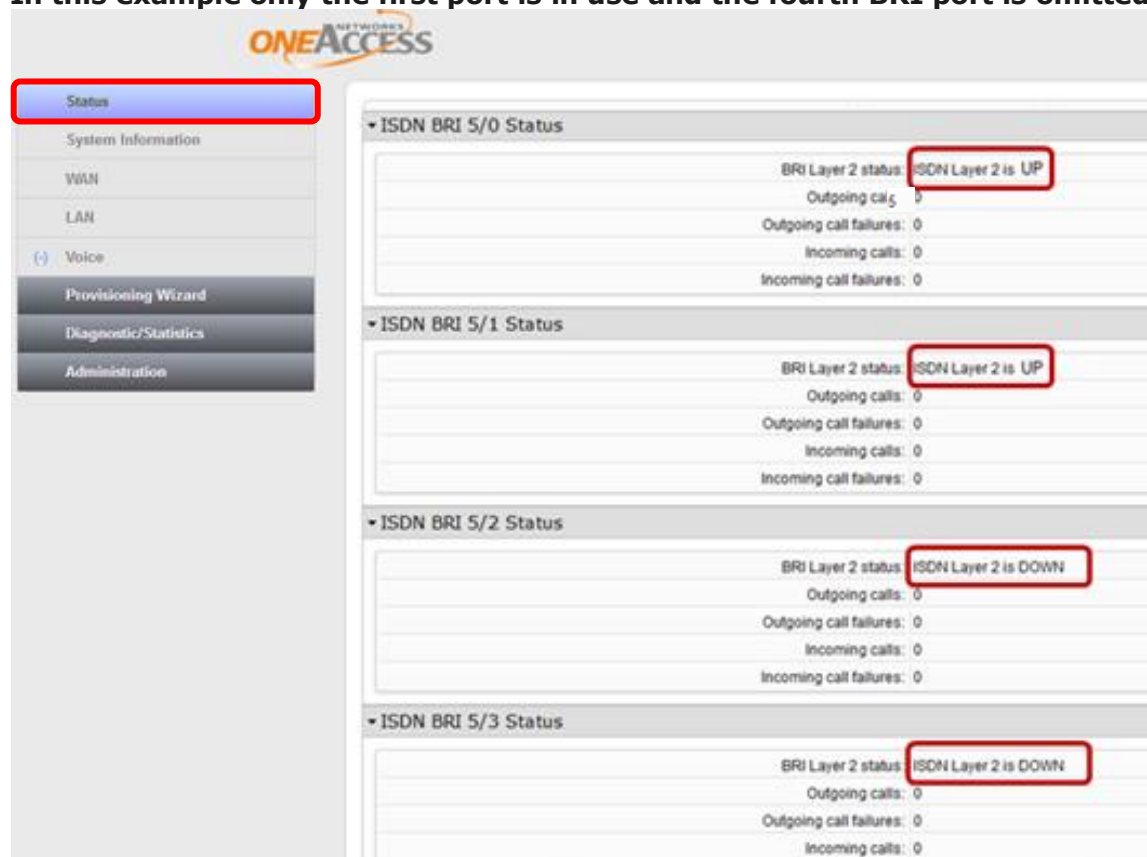 In this example only the first port is in use and the fourth BRI port is omitted
NETWORKS
ONEACCESS
Status
System Information
WAN
LAN
(-) Voice
Provisioning Wizard
Diagnostic/Statistics
Administration
ISDN BRI 5/0 Status
BRI Layer 2 status: ISDN Layer 2 is UP
Outgoing
Outgoing call failures: 0
Incoming calls: 0
Incoming call failures: 0
ISDN BRI 5/1 Status
BRI Layer 2 status: ISDN Layer 2 is UP
Outgoing calls: 0
Outgoing call failures: 0
Incoming calls: 0
Incoming call failures: 0
ISDN BRI 5/2 Status
BRI Layer 2 status: ISDN Layer 2 is DOWN
Outgoing calls: 0
Outgoing call failures: 0
Incoming calls: 0
Incoming call failures: 0
ISDN BRI 5/3 Status
BRI Layer 2 status: ISDN Layer 2 is DOWN
Outgoing calls: 0
Outgoing call failures: 0
Incoming calls: 0